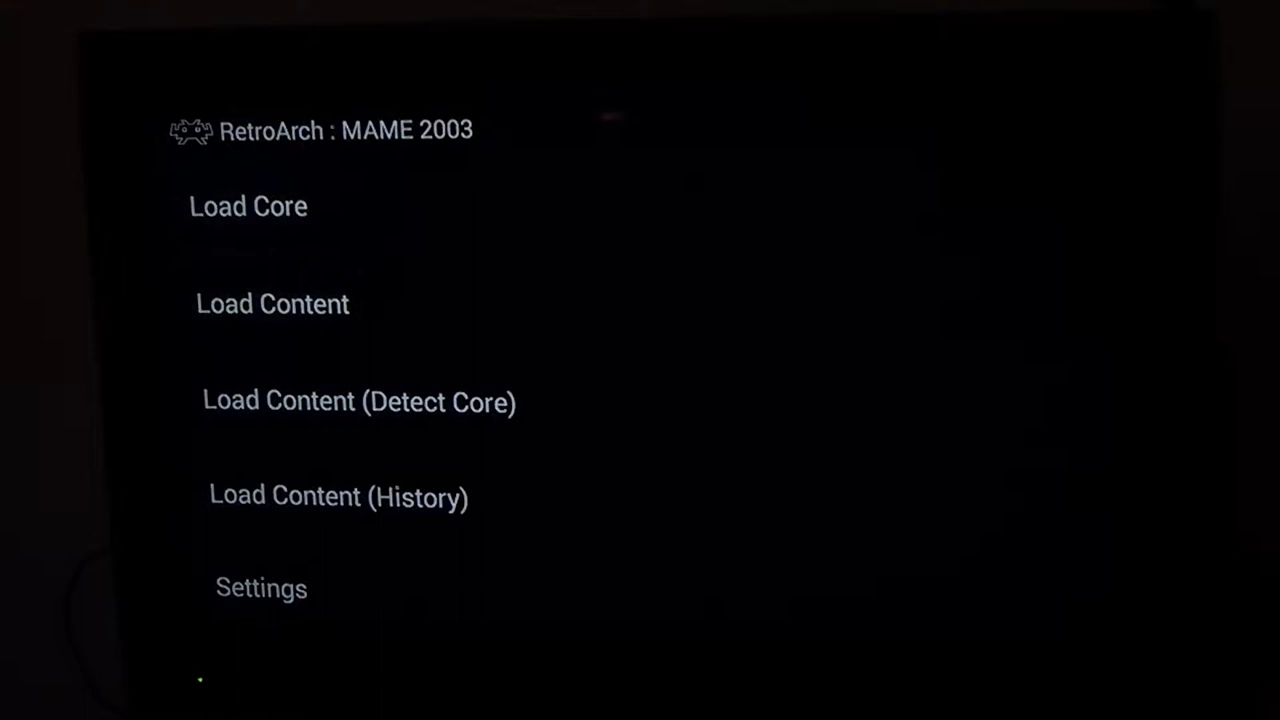 RetroArch : MAME 2003
Load Core
Load Content
Load Content (Detect Core)
Load Content (History)
Settings